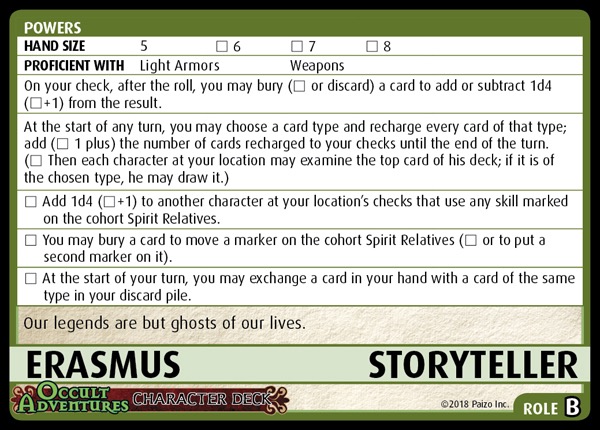 POWERS
HAND SIZE 5 □ 6 □ 7 □ 8
PROFICIENT WITH Light Armors Weapons
On your check, after the roll, you may bury (□ or discard) a card to add or subtract 1d4
(□+1) from the result.
At the start of any turn, you may choose a card type and recharge every card of that type;
add (□ 1 plus) the number of cards recharged to your checks until the end of the turn.
(□ Then each character at your location may examine the top card of his deck; if it is of
the chosen type, he may draw it.)
□ Add 1d4 (□+1) to another character at your location's checks that use any skill marked
on the cohort Spirit Relatives.
□ You may bury a card to move a marker on the cohort Spirit Relatives (□ or to put a
second marker on it).
□ At the start of your turn, you may exchange a card in your hand with a card of the same
type in your discard pile.
Our legends are but ghosts of our lives.
ERASMUS STORYTELLER
OCCULT
ADVENTURES CHARACTER DECK ©2018 Paizo Inc. ROLE B